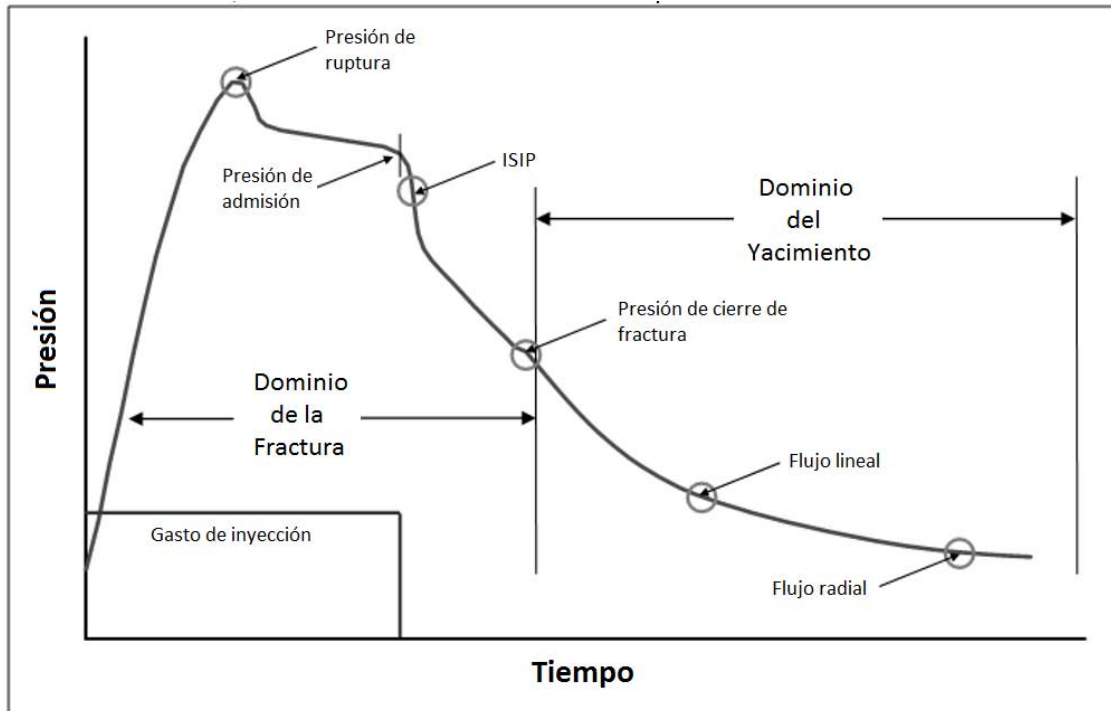 Presión de
ruptura
ISIP
Presión de
admisión
Dominio
del
Yacimiento
Presión de cierre de
fractura
Presión
Dominio
de la
Fractura
Flujo lineal
Gasto de inyección
Flujo radial
Tiempo